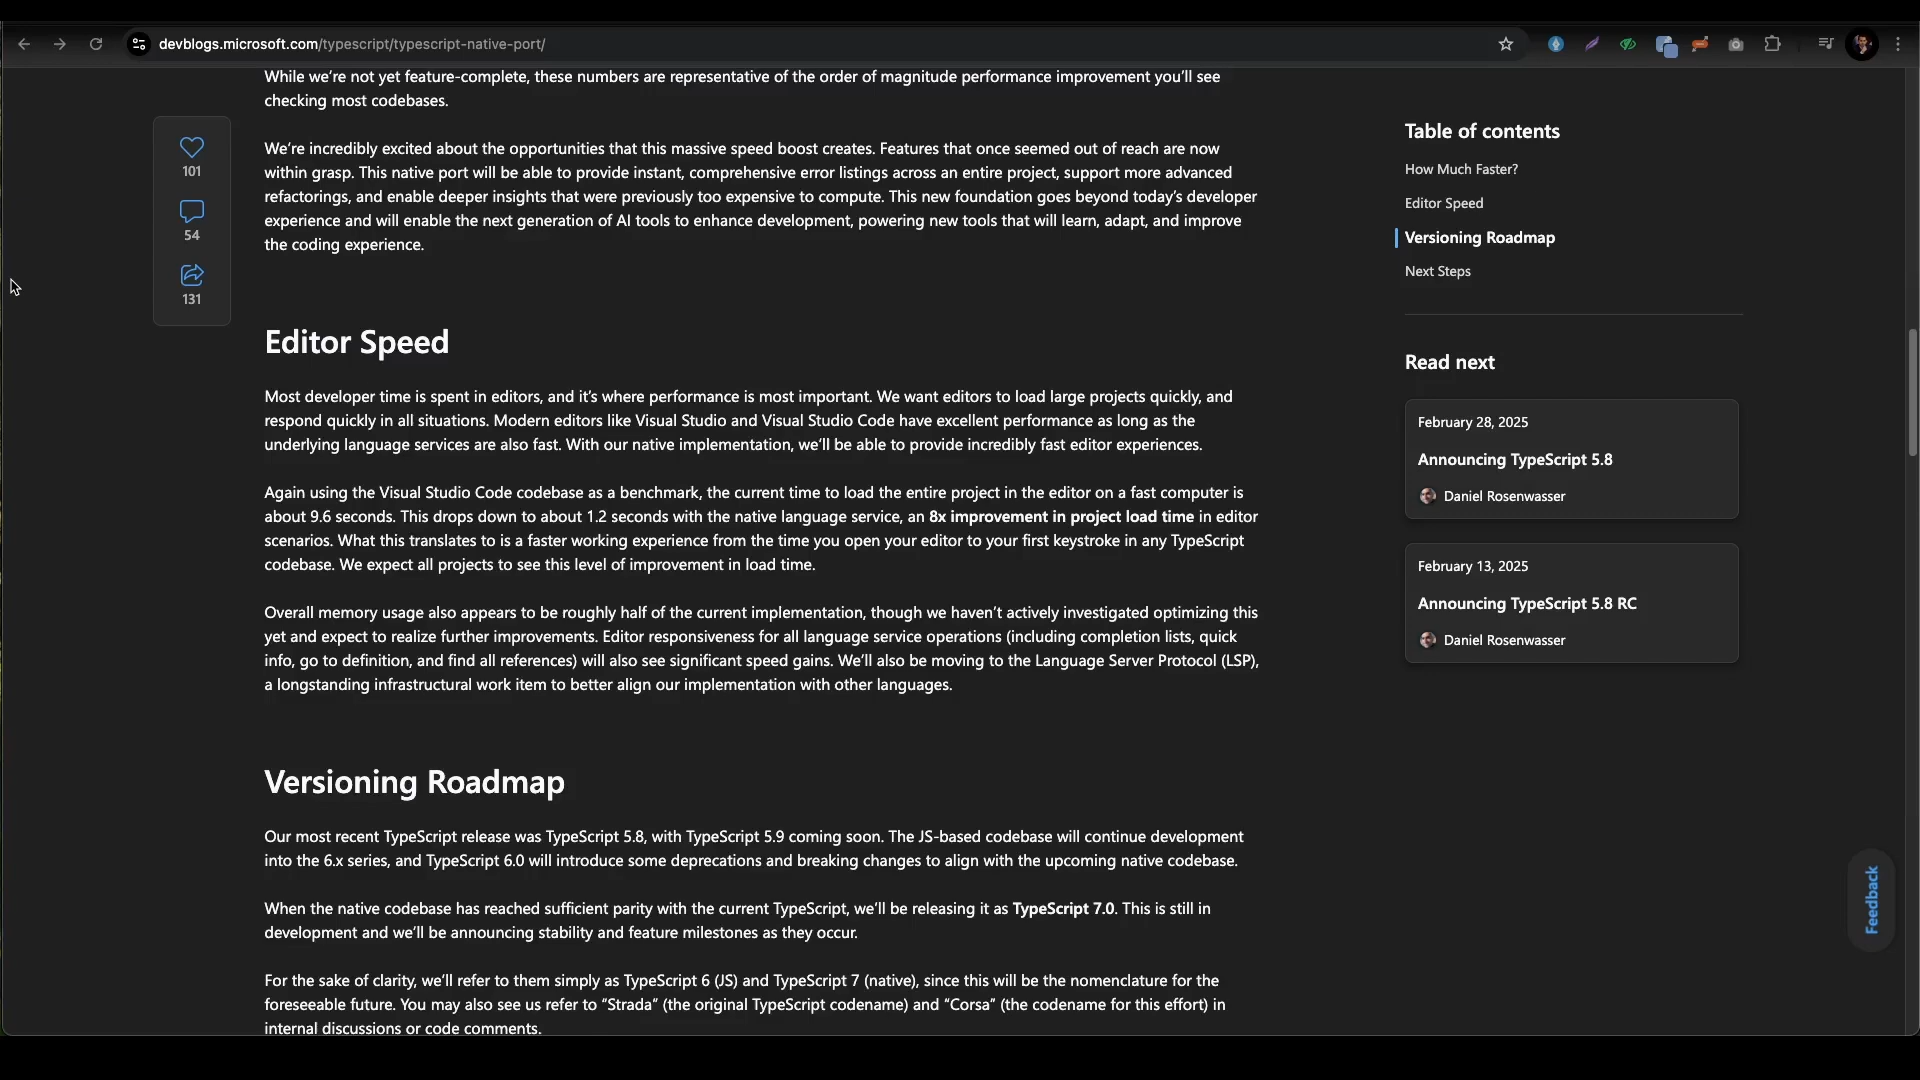 devblogs.microsoft.com/typescript/typescript-native-port/
While we’re not yet feature-complete, these numbers are representative of the order of magnitude performance improvement you’ll see
checking most codebases.
We’re incredibly excited about the opportunities that this massive speed boost creates. Features that once seemed out of reach are now
within grasp. This native port will be able to provide instant, comprehensive error listings across an entire project, support more advanced
refactorings, and enable deeper insights that were previously too expensive to compute. This new foundation goes beyond today’s developer
experience and will enable the next generation of AI tools to enhance development, powering new tools that will learn, adapt, and improve
the coding experience.
101
54
131
Editor Speed
Most developer time is spent in editors, and it’s where performance is most important. We want editors to load large projects quickly, and
respond quickly in all situations. Modern editors like Visual Studio and Visual Studio Code have excellent performance as long as the
underlying language services are also fast. With our native implementation, we’ll be able to provide incredibly fast editor experiences.
Again using the Visual Studio Code codebase as a benchmark, the current time to load the entire project in the editor on a fast computer is
about 9.6 seconds. This drops down to about 1.2 seconds with the native language service, an 8x improvement in project load time in editor
scenarios. What this translates to is a faster working experience from the time you open your editor to your first keystroke in any TypeScript
codebase. We expect all projects to see this level of improvement in load time.
Overall memory usage also appears to be roughly half of the current implementation, though we haven’t actively investigated optimizing this
yet and expect to realize further improvements. Editor responsiveness for all language service operations (including completion lists, quick
info, go to definition, and find all references) will also see significant speed gains. We’ll also be moving to the Language Server Protocol (LSP),
a longstanding infrastructural work item to better align our implementation with other languages.
Versioning Roadmap
Our most recent TypeScript release was TypeScript 5.8, with TypeScript 5.9 coming soon. The JS-based codebase will continue development
into the 6.x series, and TypeScript 6.0 will introduce some deprecations and breaking changes to align with the upcoming native codebase.
When the native codebase has reached sufficient parity with the current TypeScript, we’ll be releasing it as TypeScript 7.0. This is still in
development and we’ll be announcing stability and feature milestones as they occur.
For the sake of clarity, we’ll refer to them simply as TypeScript 6 (JS) and TypeScript 7 (native), since this will be the nomenclature for the
foreseeable future. You may also see us refer to “Strada” (the original TypeScript codename) and “Corsa” (the codename for this effort) in
internal discussions or code comments.
Table of contents
How Much Faster?
Editor Speed
Versioning Roadmap
Next Steps
Read next
February 28, 2025
Announcing TypeScript 5.8
Daniel Rosenwasser
February 13, 2025
Announcing TypeScript 5.8 RC
Daniel Rosenwasser
Feedback